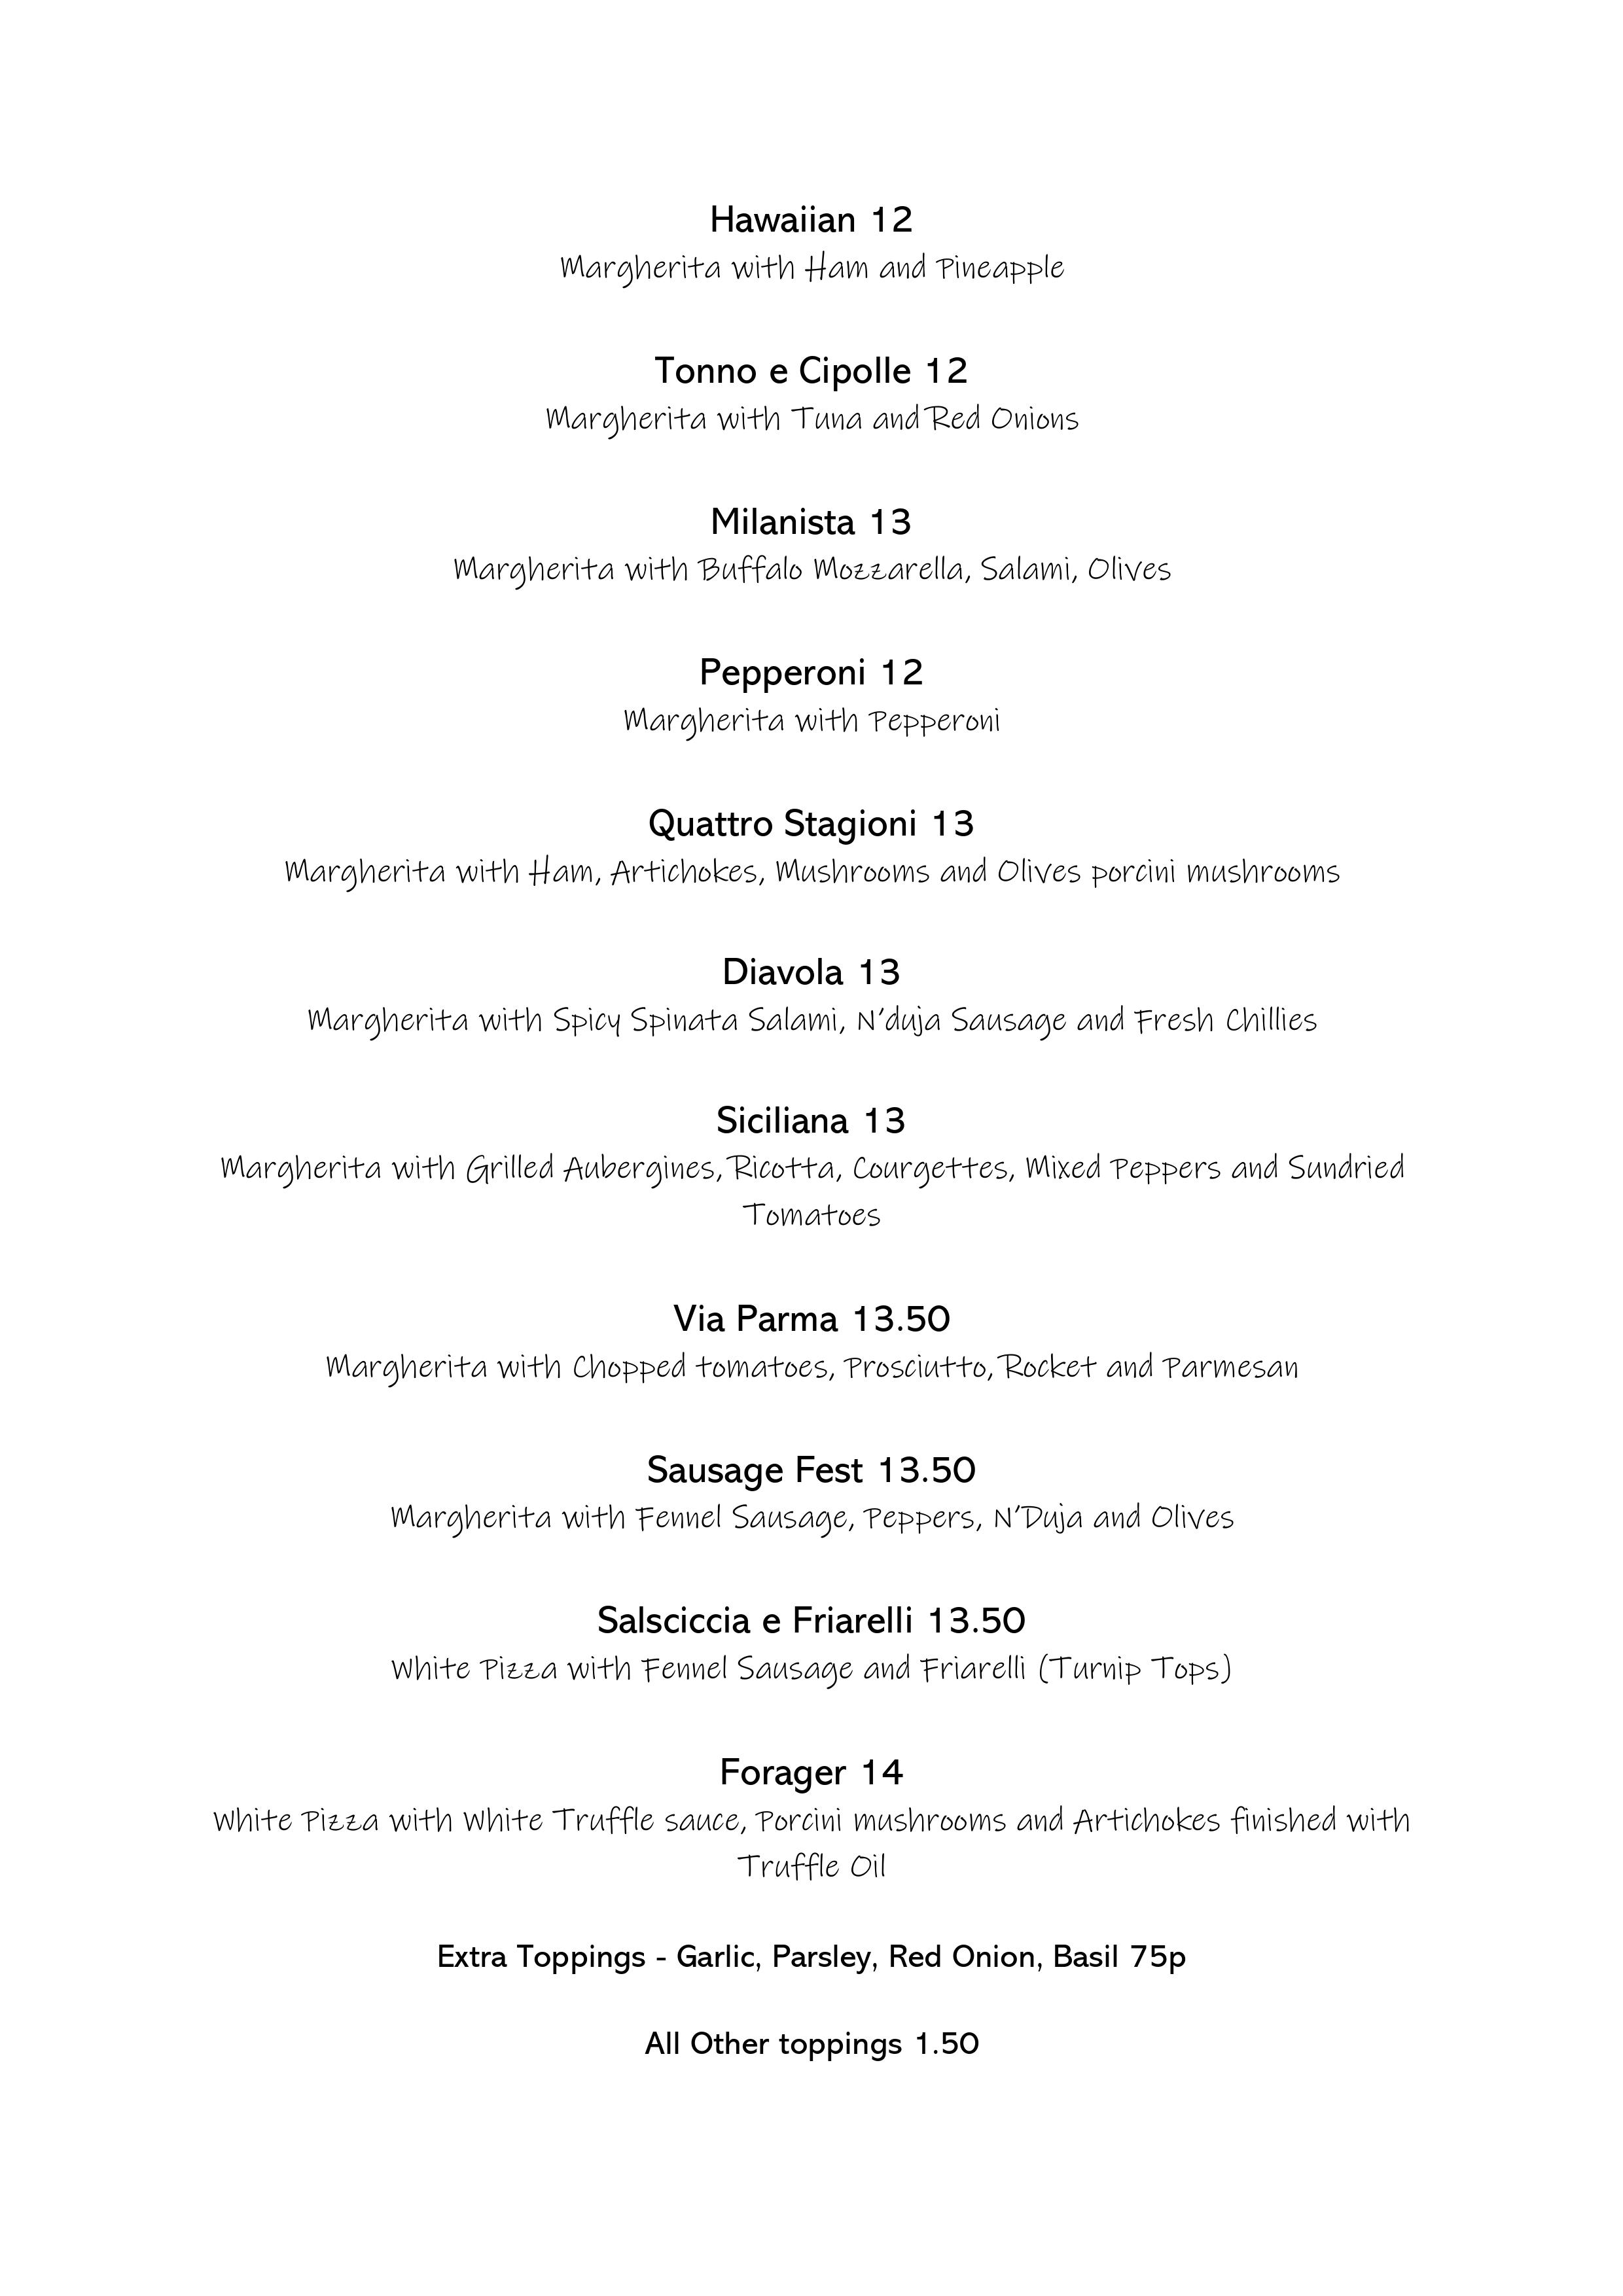 Hawaiian 12
Margherita with Ham and Pineapple
Tonno e Cipolle 12
Margherita with Tuna and Red Onions
Milanista 13
Margherita with Buffalo Mozzarella, Salami, Olives
Pepperoni 12
Margherita with Pepperoni
Quattro Stagioni 13
Margherita with Ham, Artichokes, Mushrooms and Olives porcini mushrooms
Diavola 13
Margherita with Spicy Spinata Salami, N'duja Sausage and Fresh Chillies
Siciliana 13
Margherita with Grilled Aubergines, Ricotta, Courgettes, Mixed Peppers and Sundried
Tomatoes
Via Parma 13.50
Margherita with Chopped tomatoes, Prosciutto, Rocket and Parmesan
Sausage Fest 13.50
Margherita with Fennel Sausage, Peppers, N'Duja and Olives
Salsciccia e Friarelli 13.50
White Pizza with Fennel Sausage and Friarelli (Turnip Tops)
Forager 14
White Pizza with White Truffle sauce, Porcini mushrooms and Artichokes finished with
Truffle Oil
Extra Toppings - Garlic, Parsley, Red Onion, Basil 75p
All Other toppings 1.50